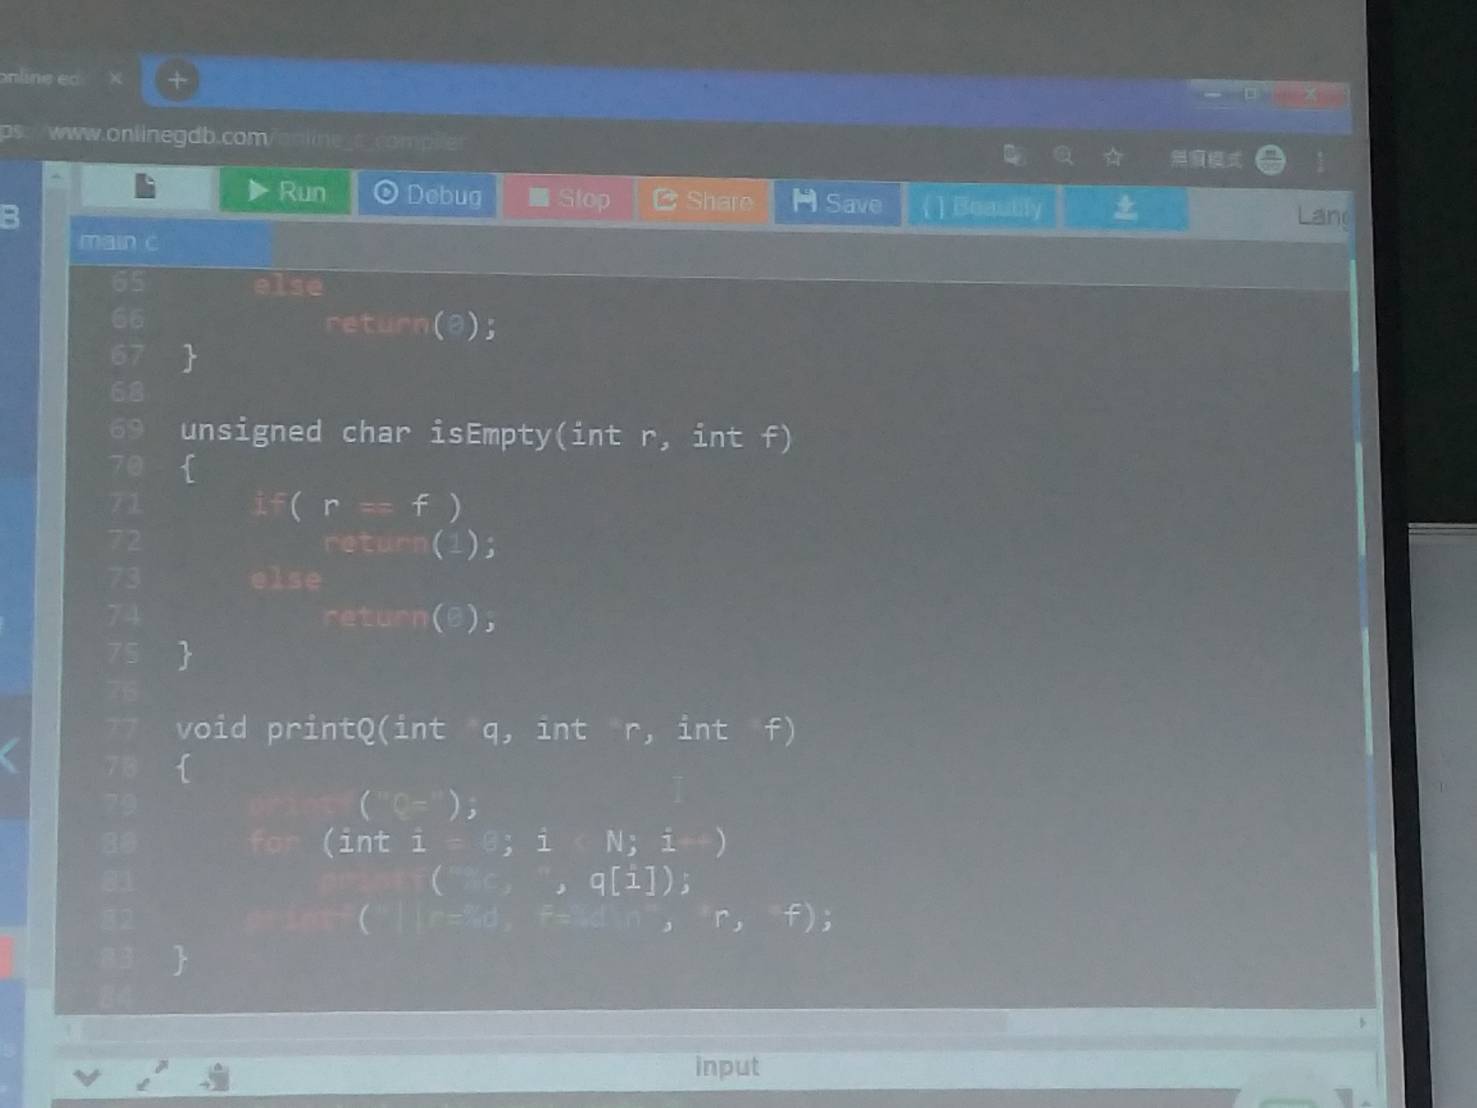 online ed
www.onlinegdb.com/online_c_compiler
無痕模式
B
Run
Debug
Stop
Share
Save
{ } Beautify
Lang
main c
65 else
66 return(0);
67 }
68
69 unsigned char isEmpty(int r, int f)
70 {
71 if( r == f )
72 return(1);
73 else
74 return(0);
75 }
76
77 void printQ(int *q, int *r, int *f)
78 {
79 printf("Q=");
80 for (int i = 0; i < N; i++)
81 printf("%c, ", q[i]);
82 printf("||r=%d, f=%d\n", *r, *f);
83 }
84
input